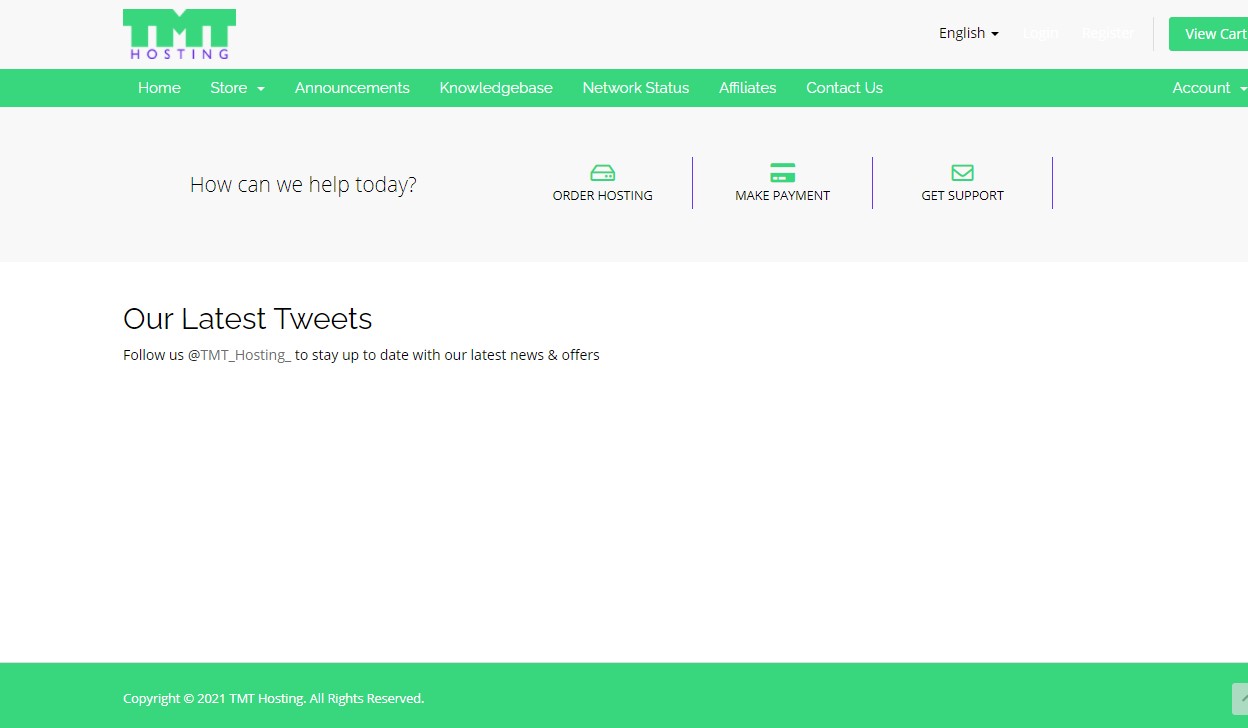 TMT
HOSTING
English
Login
Register
View Cart
Home
Store
Announcements
Knowledgebase
Network Status
Affiliates
Contact Us
Account
How can we help today?
ORDER HOSTING
MAKE PAYMENT
GET SUPPORT
Our Latest Tweets
Follow us @TMT_Hosting_ to stay up to date with our latest news & offers
Copyright © 2021 TMT Hosting. All Rights Reserved.